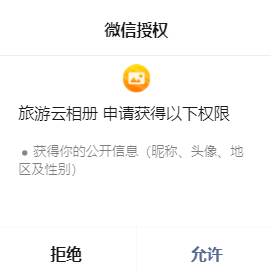 微信授权
旅游云相册 申请获得以下权限
• 获得你的公开信息（昵称、头像、地
区及性别）
拒绝 允许